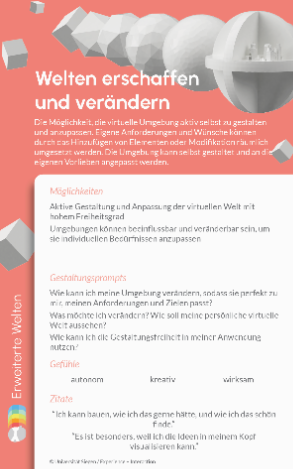 Welten erschaffen
und verändern
Die Möglichkeit, die virtuelle Umgebung aktiv selbst zu gestalten
und anzupassen. Eigene Anforderungen und Wünsche können
durch das Hinzufügen von Elementen oder Modifikation räumlich
umgesetzt werden. Die Umgebung kann selbst gestaltet und an die
eigenen Vorlieben angepasst werden.
Möglichkeiten
Aktive Gestaltung und Anpassung der virtuellen Welt mit
hohem Freiheitsgrad
Umgebungen können beeinflussbar und veränderbar sein, um
sie individuellen Bedürfnissen anzupassen
Gestaltungsprompts
Wie kann ich meine Umgebung verändern, sodass sie perfekt zu
mir, meinen Anforderungen und Zielen passt?
Was möchte ich verändern? Wie soll meine persönliche virtuelle
Welt aussehen?
Wie kann ich die Gestaltungsfreiheit in meiner Anwendung
nutzen?
Gefühle
autonom kreativ wirksam
Zitate
"Ich kann bauen, wie ich das gerne hätte, und wie ich das schön
finde."
"Es ist besonders, weil ich die Ideen in meinem Kopf
visualisieren kann."
© Universität Siegen / Experience + Interaction
Erweiterte Welten